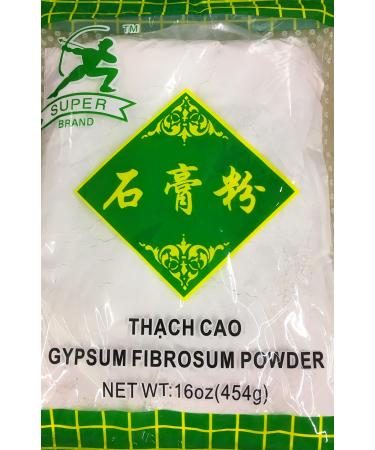 TM
SUPER
BRAND
石膏粉
THẠCH CAO
GYPSUM FIBROSUM POWDER
NET WT:16oz(454g)